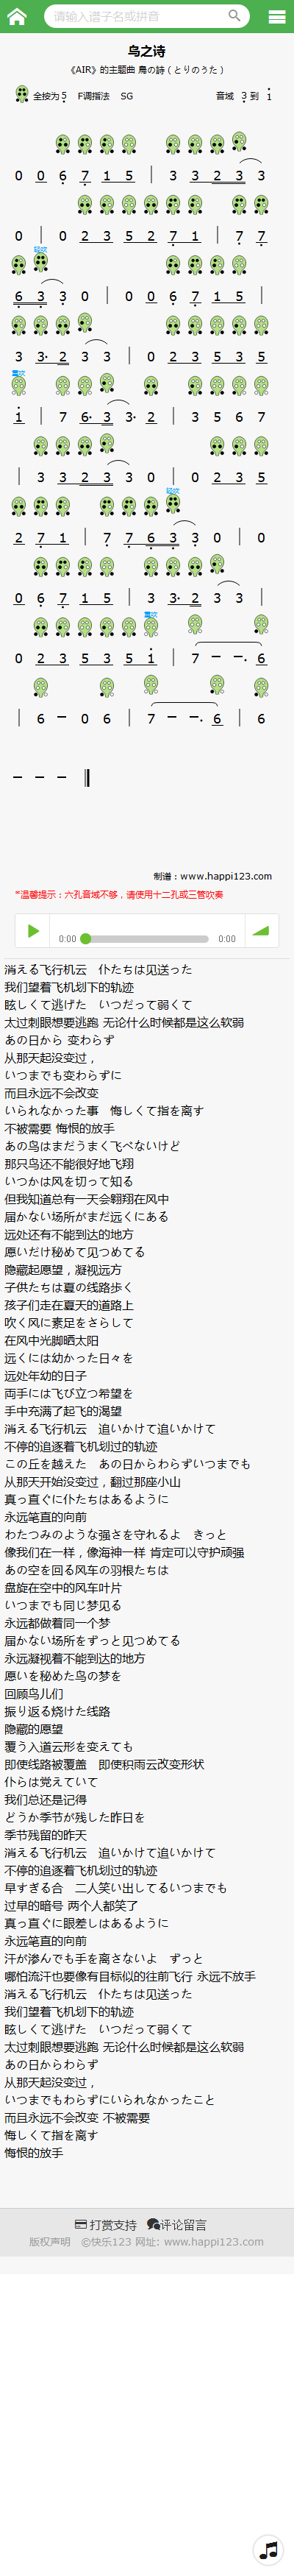 请输入谱子名或拼音
鸟之诗
《AIR》的主题曲 鳥の詩（とりのうた）
全按为5 F调指法 SG 音域 3 到 1
0 0 6 7 1 5 | 3 3 2 3 3
0 | 0 2 3 5 2 7 1 | 7 7
轻吹
6 3 3 0 | 0 0 6 7 1 5 |
3 3· 2 3 3 | 0 2 3 5 3 5
重吹
1 | 7 6· 3 3· 2 | 3 5 6 7
| 3 3 2 3 3 0 | 0 2 3 5
轻吹
2 7 1 | 7 7 6 3 3 0 | 0
0 6 7 1 5 | 3 3· 2 3 3 |
重吹
0 2 3 5 3 5 1 | 7 － －· 6
| 6 － 0 6 | 7 － －· 6 | 6
－ － －
制谱：www.happi123.com
*温馨提示：六孔音域不够，请使用十二孔或三管吹奏
0:00 0:00
消える飞行机云　仆たちは见送った
我们望着飞机划下的轨迹
眩しくて逃げた　いつだって弱くて
太过刺眼想要逃跑 无论什么时候都是这么软弱
あの日から 变わらず
从那天起没变过，
いつまでも变わらずに
而且永远不会改变
いられなかった事　悔しくて指を离す
不被需要 悔恨的放手
あの鸟はまだうまく飞べないけど
那只鸟还不能很好地飞翔
いつかは风を切って知る
但我知道总有一天会翱翔在风中
届かない场所がまだ远くにある
远处还有不能到达的地方
愿いだけ秘めて见つめてる
隐藏起愿望，凝视远方
子供たちは夏の线路歩く
孩子们走在夏天的道路上
吹く风に素足をさらして
在风中光脚晒太阳
远くには幼かった日々を
远处年幼的日子
両手には飞び立つ希望を
手中充满了起飞的渴望
消える飞行机云　追いかけて追いかけて
不停的追逐着飞机划过的轨迹
この丘を越えた　あの日からわらずいつまでも
从那天开始没变过，翻过那座小山
真っ直ぐに仆たちはあるように
永远笔直的向前
わたつみのような强さを守れるよ　きっと
像我们在一样，像海神一样 肯定可以守护顽强
あの空を回る风车の羽根たちは
盘旋在空中的风车叶片
いつまでも同じ梦见る
永远都做着同一个梦
届かない场所をずっと见つめてる
永远凝视着不能到达的地方
愿いを秘めた鸟の梦を
回顾鸟儿们
振り返る烧けた线路
隐藏的愿望
覆う入道云形を变えても
即使线路被覆盖　即使积雨云改变形状
仆らは覚えていて
我们总还是记得
どうか季节が残した昨日を
季节残留的昨天
消える飞行机云　追いかけて追いかけて
不停的追逐着飞机划过的轨迹
早すぎる合　二人笑い出してるいつまでも
过早的暗号 两个人都笑了
真っ直ぐに眼差しはあるように
永远笔直的向前
汗が渗んでも手を离さないよ　ずっと
哪怕流汗也要像有目标似的往前飞行 永远不放手
消える飞行机云　仆たちは见送った
我们望着飞机划下的轨迹
眩しくて逃げた　いつだって弱くて
太过刺眼想要逃跑 无论什么时候都是这么软弱
あの日からわらず
从那天起没变过，
いつまでもわらずにいられなかったこと
而且永远不会改变 不被需要
悔しくて指を离す
悔恨的放手
打赏支持 评论留言
版权声明 ©快乐123 网址: www.happi123.com